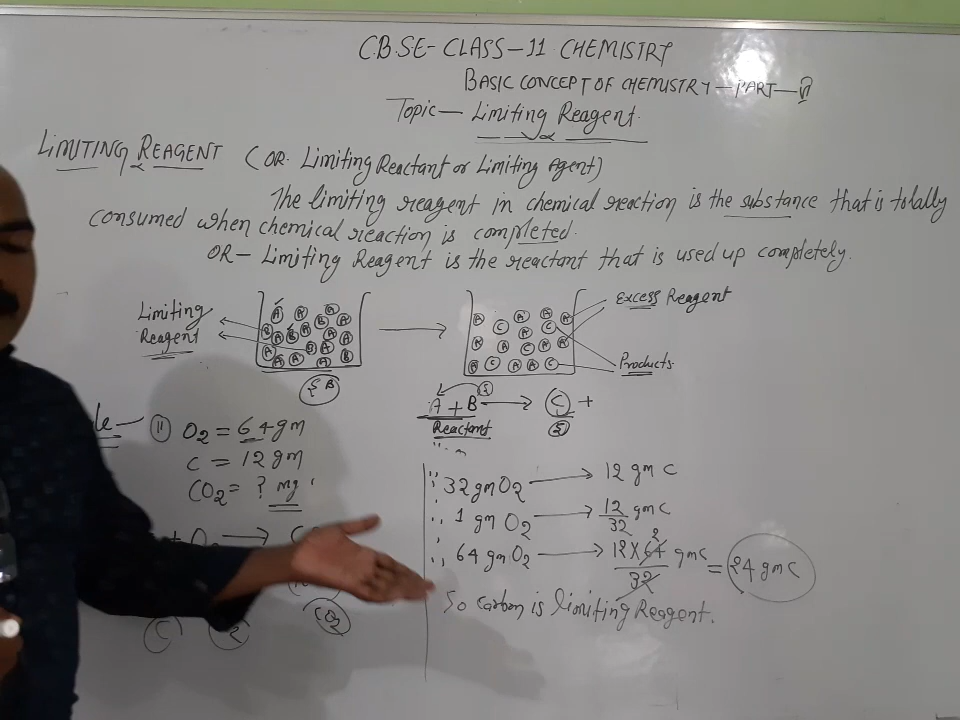 CBSE-CLASS-11 CHEMISTRY
BASIC CONCEPT OF CHEMISTRY-PART-
Topic- Limiting Reagent
LIMITING REAGENT (OR. Limiting Reactant or Limiting Agent)
The limiting reagent in chemical reaction is the substance that is totally
consumed when chemical reaction is completed.
OR- Limiting Reagent is the reactant that is used up completely.
Limiting
Reagent
Excess Reagent
Products
A + B → C +
Reactant
O2 = 64gm
C = 12 gm
CO2 = ? mg
∵ 32 gm O2 → 12 gm C
∴ 1 gm O2 → 12/32 gm C
∴ 64 gm O2 → 12 X 64/32 gm C = 24 gm C
So Carbon is limiting Reagent.